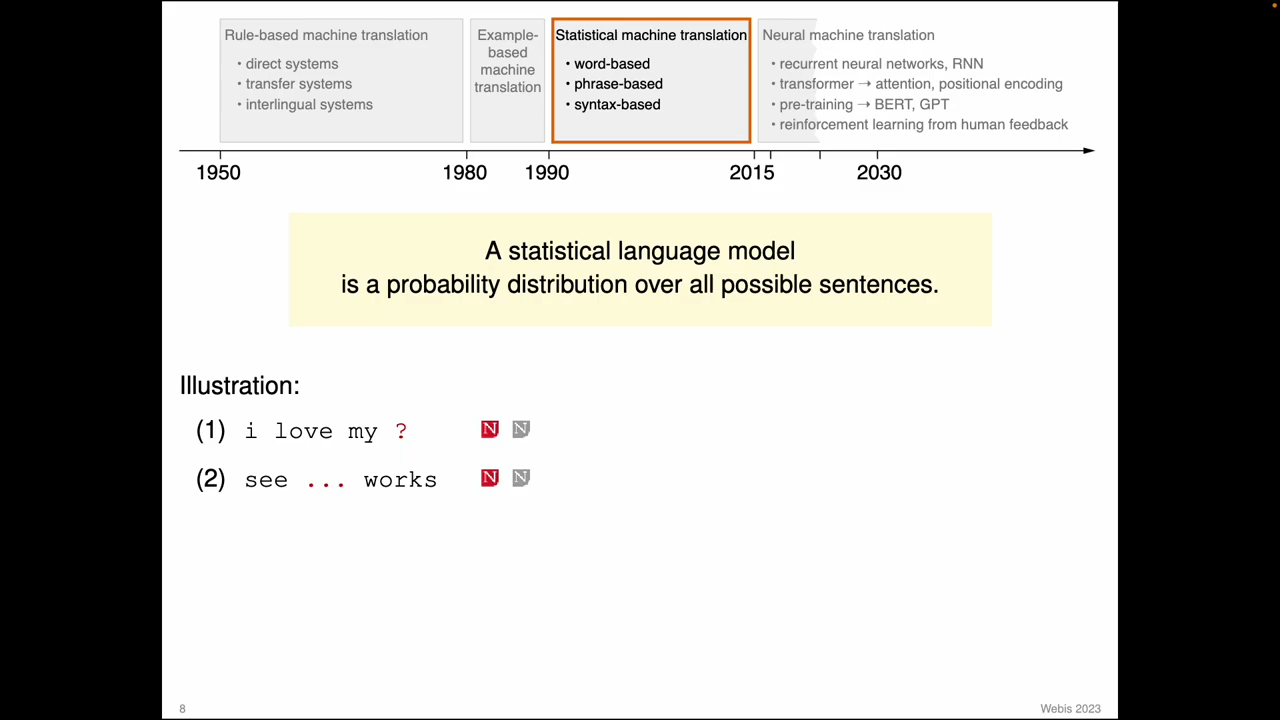 Rule-based machine translation
• direct systems
• transfer systems
• interlingual systems
Example-
based
machine
translation
Statistical machine translation
• word-based
• phrase-based
• syntax-based
Neural machine translation
• recurrent neural networks, RNN
• transformer → attention, positional encoding
• pre-training → BERT, GPT
• reinforcement learning from human feedback
1950 1980 1990 2015 2030
A statistical language model
is a probability distribution over all possible sentences.
Illustration:
(1) i love my ? N N
(2) see ... works N N
8 Webis 2023